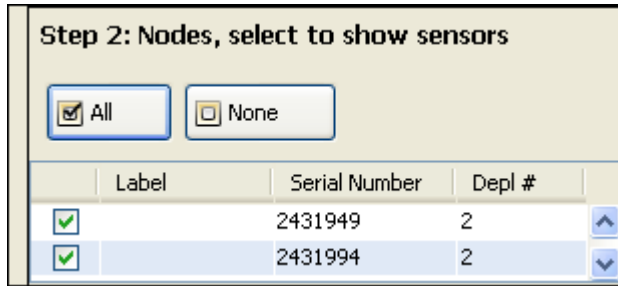 Step 2: Nodes, select to show sensors
All None
Label Serial Number Depl #
2431949 2
2431994 2